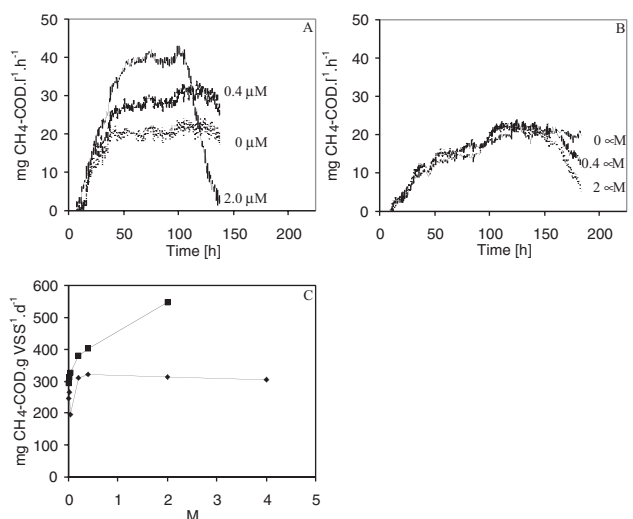 A
50
40
30
20
10
0
mg CH4-COD.l¹.h⁻¹
0.4 µM
0 µM
2.0 µM
0 50 100 150 200
Time [h]
B
50
40
30
20
10
0
mg CH4-COD.l¹.h⁻¹
0 ∝M
0.4 ∝M
2 ∝M
0 50 100 150 200
Time [h]
C
600
500
400
300
200
100
0
mg CH4-COD.g VSS⁻¹.d⁻¹
0 1 2 3 4 5
M